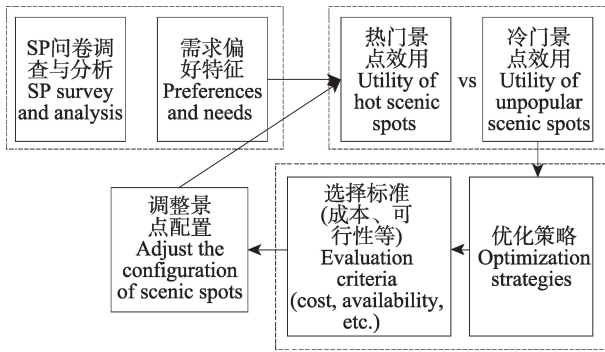 SP问卷调
查与分析
SP survey
and analysis
需求偏
好特征
Preferences
and needs
热门景
点效用
Utility of
hot scenic
spots
vs
冷门景
点效用
Utility of
unpopular
scenic spots
调整景
点配置
Adjust the
configuration
of scenic spots
选择标准
(成本、可
行性等)
Evaluation
criteria
(cost, availability,
etc.)
优化策略
Optimization
strategies